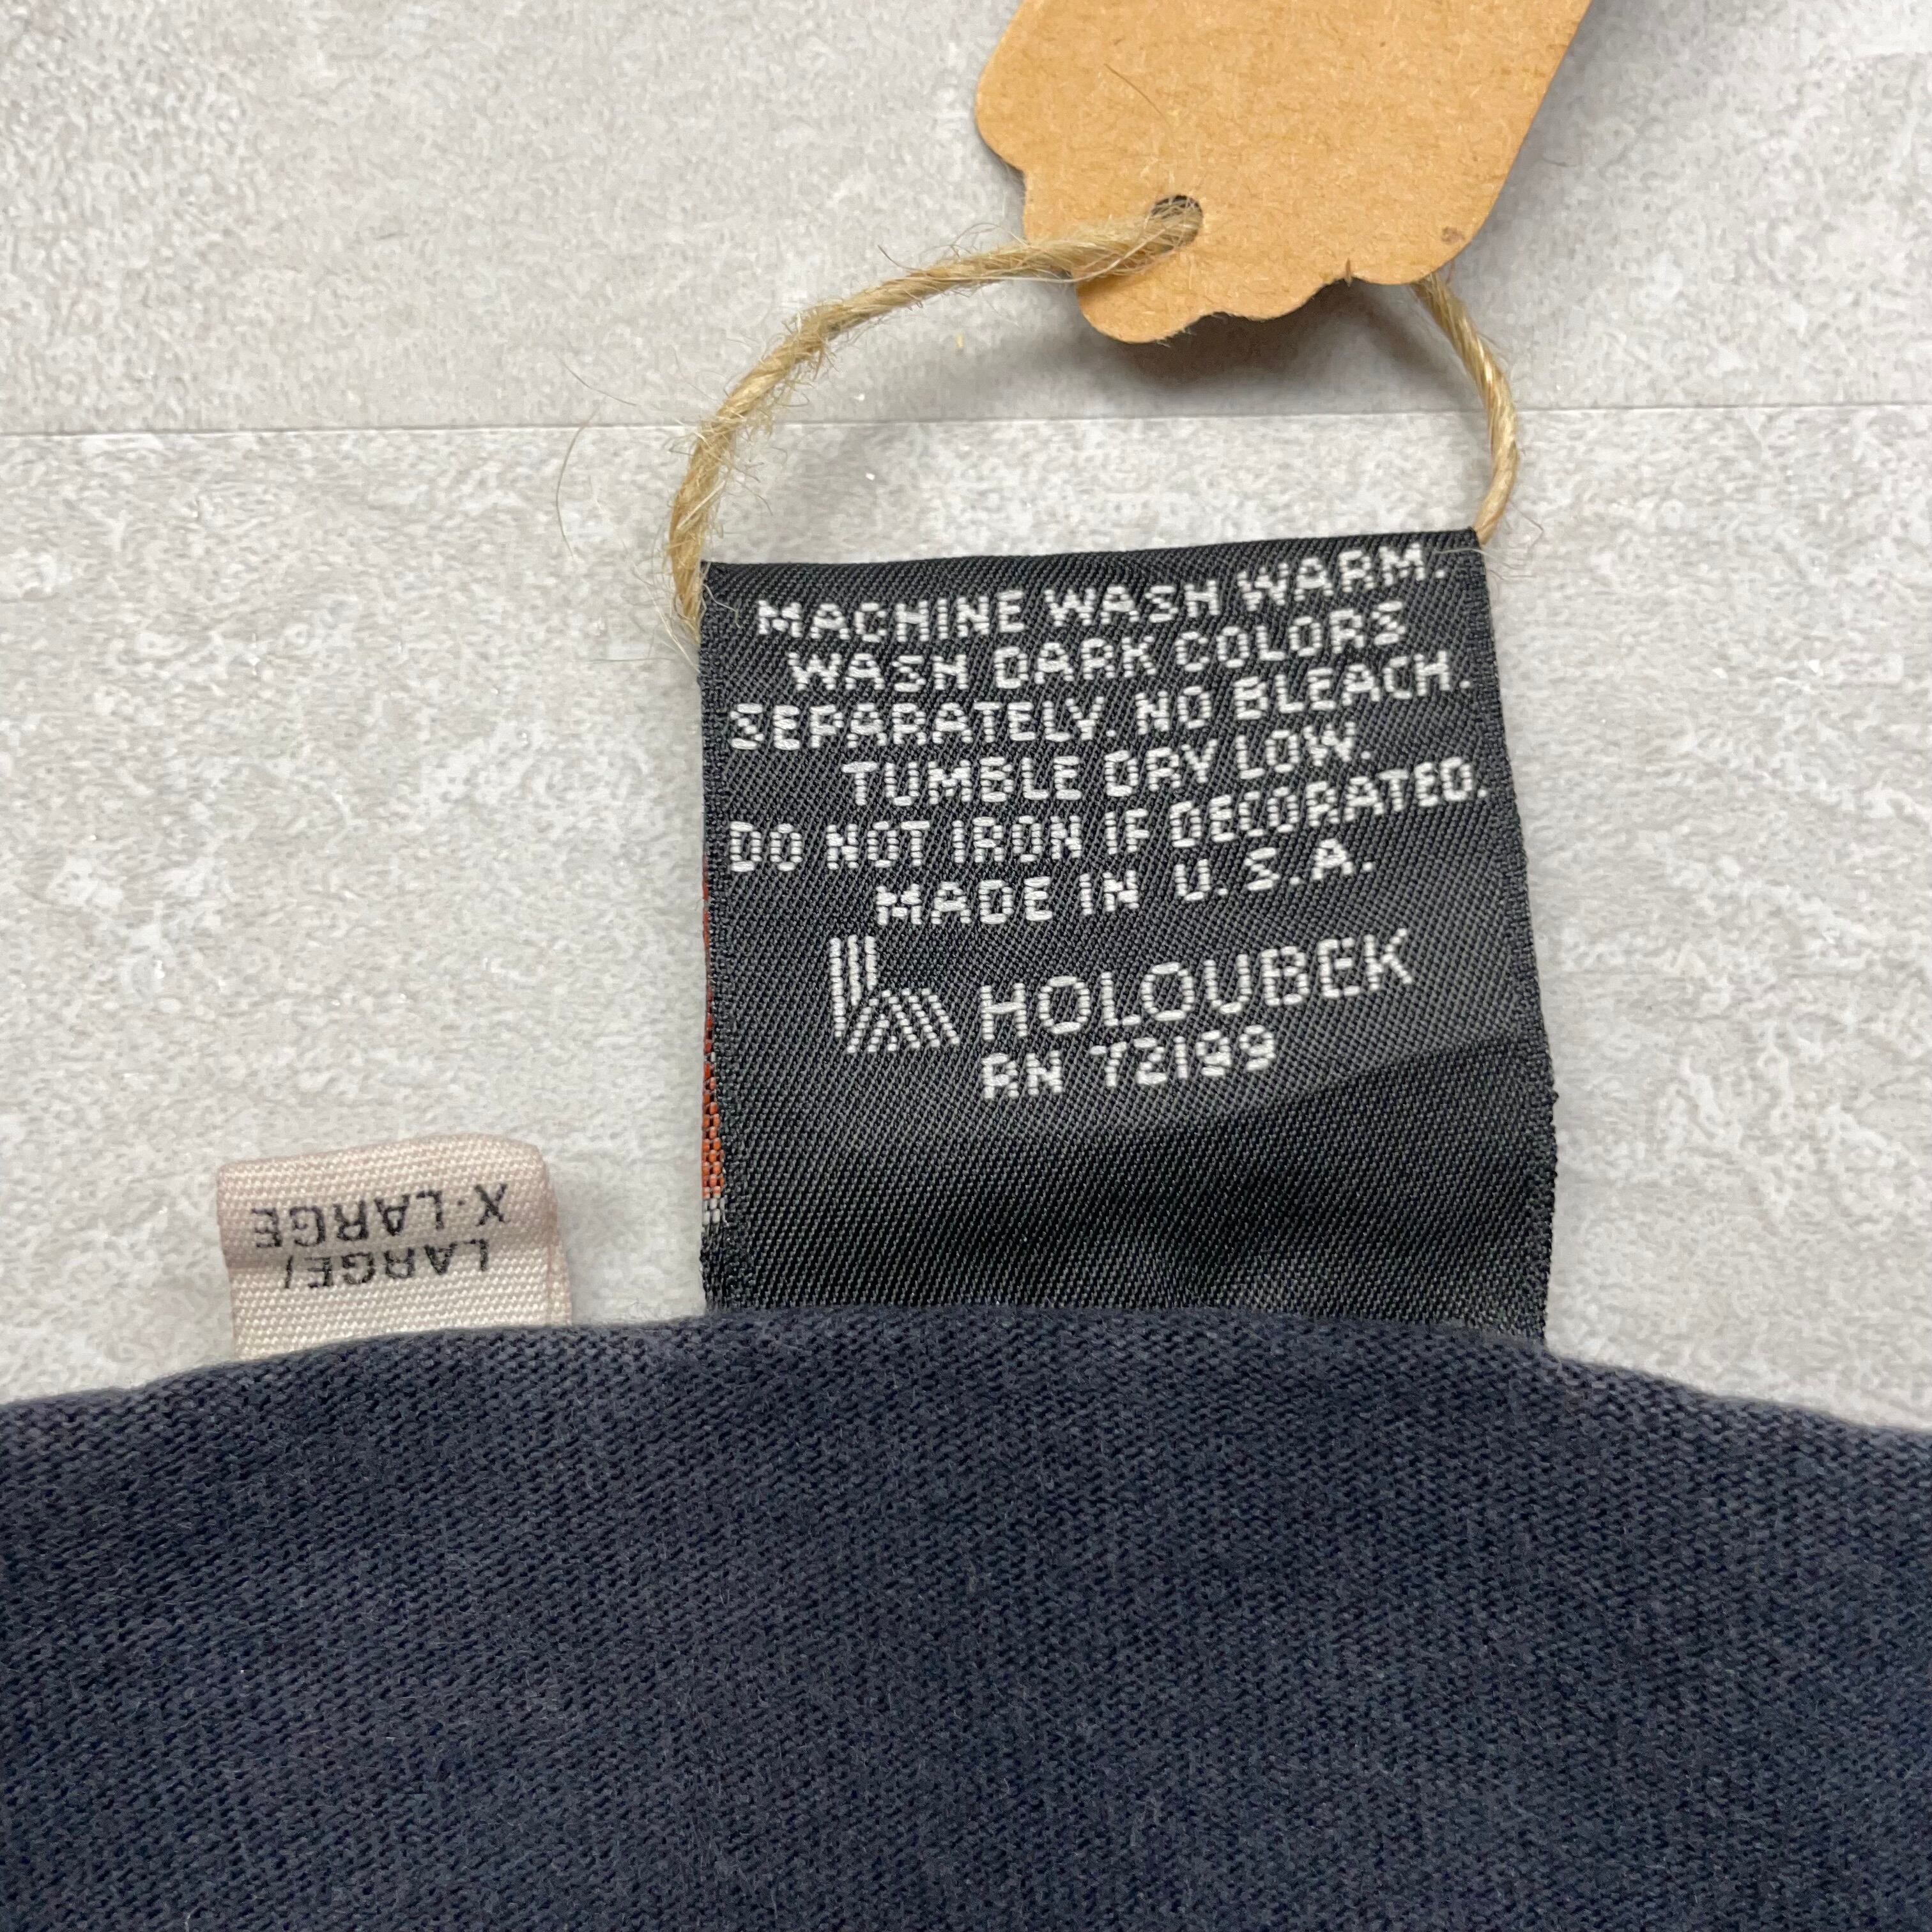 MACHINE WASH WARM.
WASH DARK COLORS
SEPARATELY. NO BLEACH.
TUMBLE DRY LOW.
DO NOT IRON IF DECORATED.
MADE IN U.S.A.
HOLOUBEK
RN 72199
LARGE/
X-LARGE